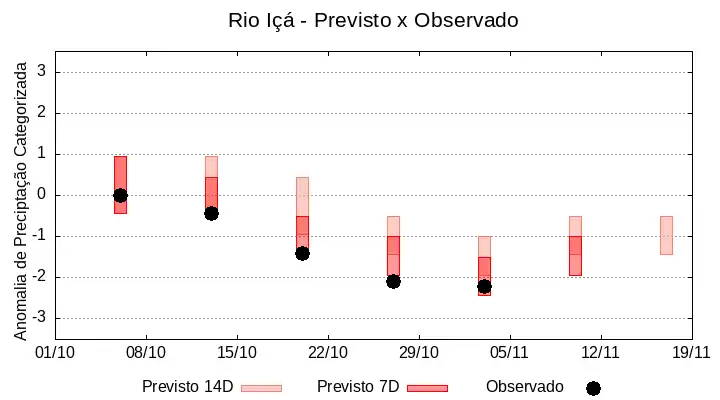 Rio Içá - Previsto x Observado
Anomalia de Preciptação Categorizada
3
2
1
0
-1
-2
-3
01/10 08/10 15/10 22/10 29/10 05/11 12/11 19/11
Previsto 14D Previsto 7D Observado